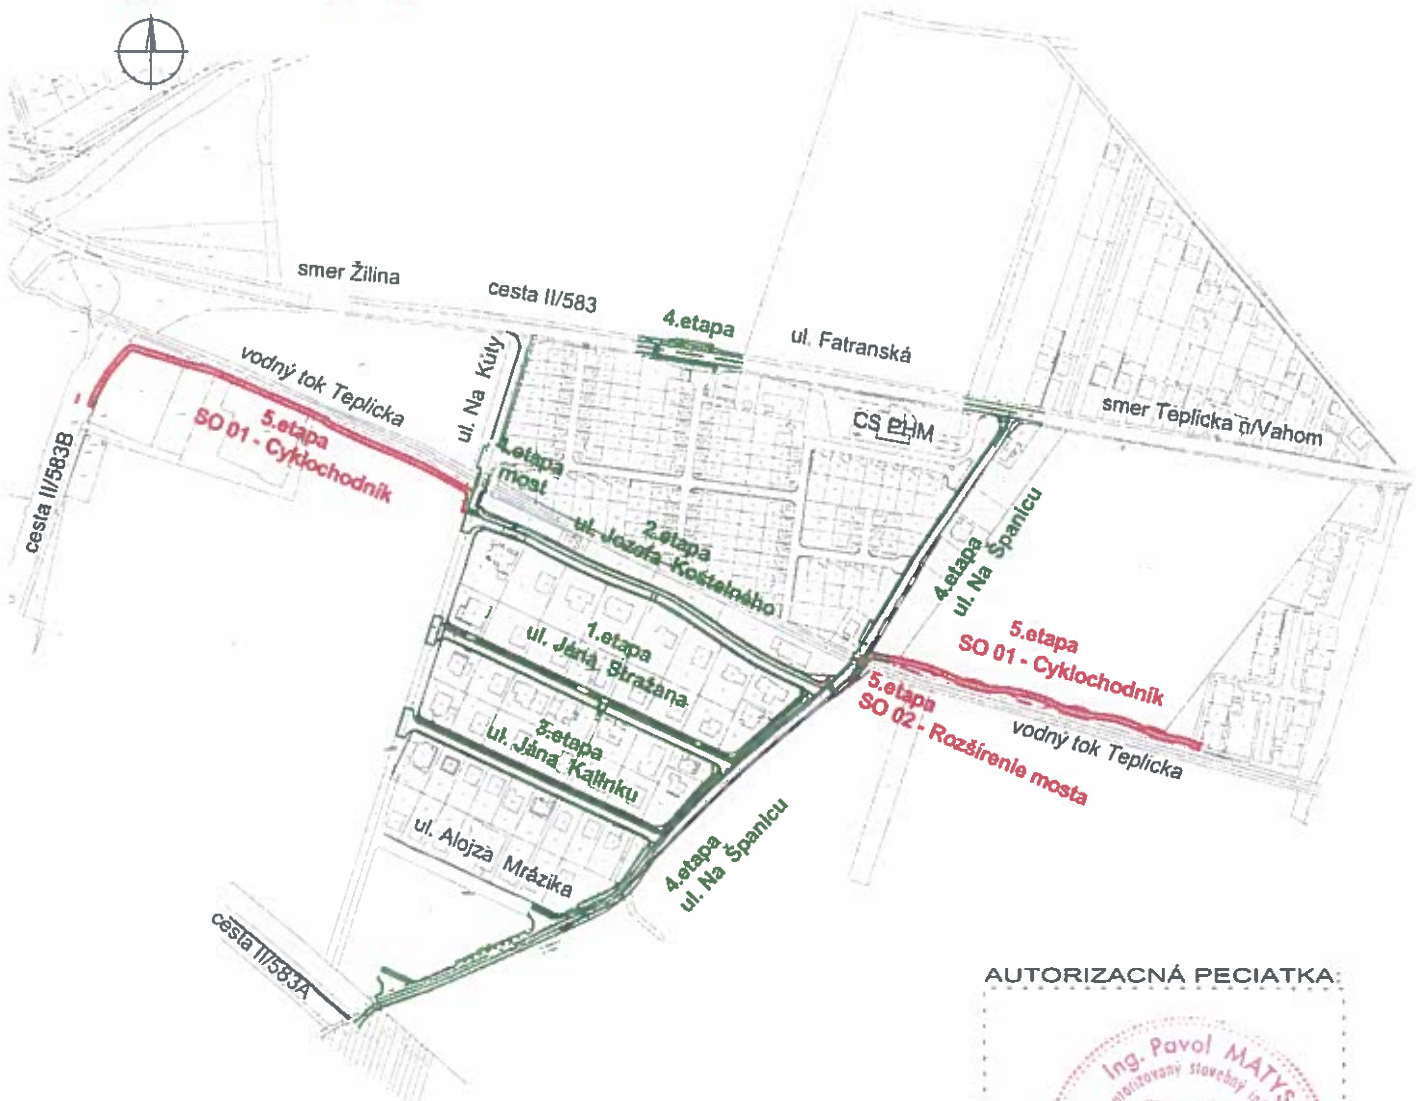 smer Žilina
cesta II/583
4.etapa
ul. Fatranská
vodný tok Teplicka
ul. Na Kúty
5.etapa
SO 01 - Cyklochodník
ČS PHM
smer Teplicka n/Vahom
cesta II/583B
most
2.etapa
ul. Jozefa Kostelného
4.etapa
ul. Na Španicu
1.etapa
ul. Jána Stražana
5.etapa
SO 01 - Cyklochodník
5.etapa
SO 02 - Rozšírenie mosta
vodný tok Teplicka
3.etapa
ul. Jána Kalinku
ul. Alojza Mrázika
4.etapa
ul. Na Španicu
cesta II/583A
AUTORIZACNÁ PECIATKA:
Ing. Pavol MATYS